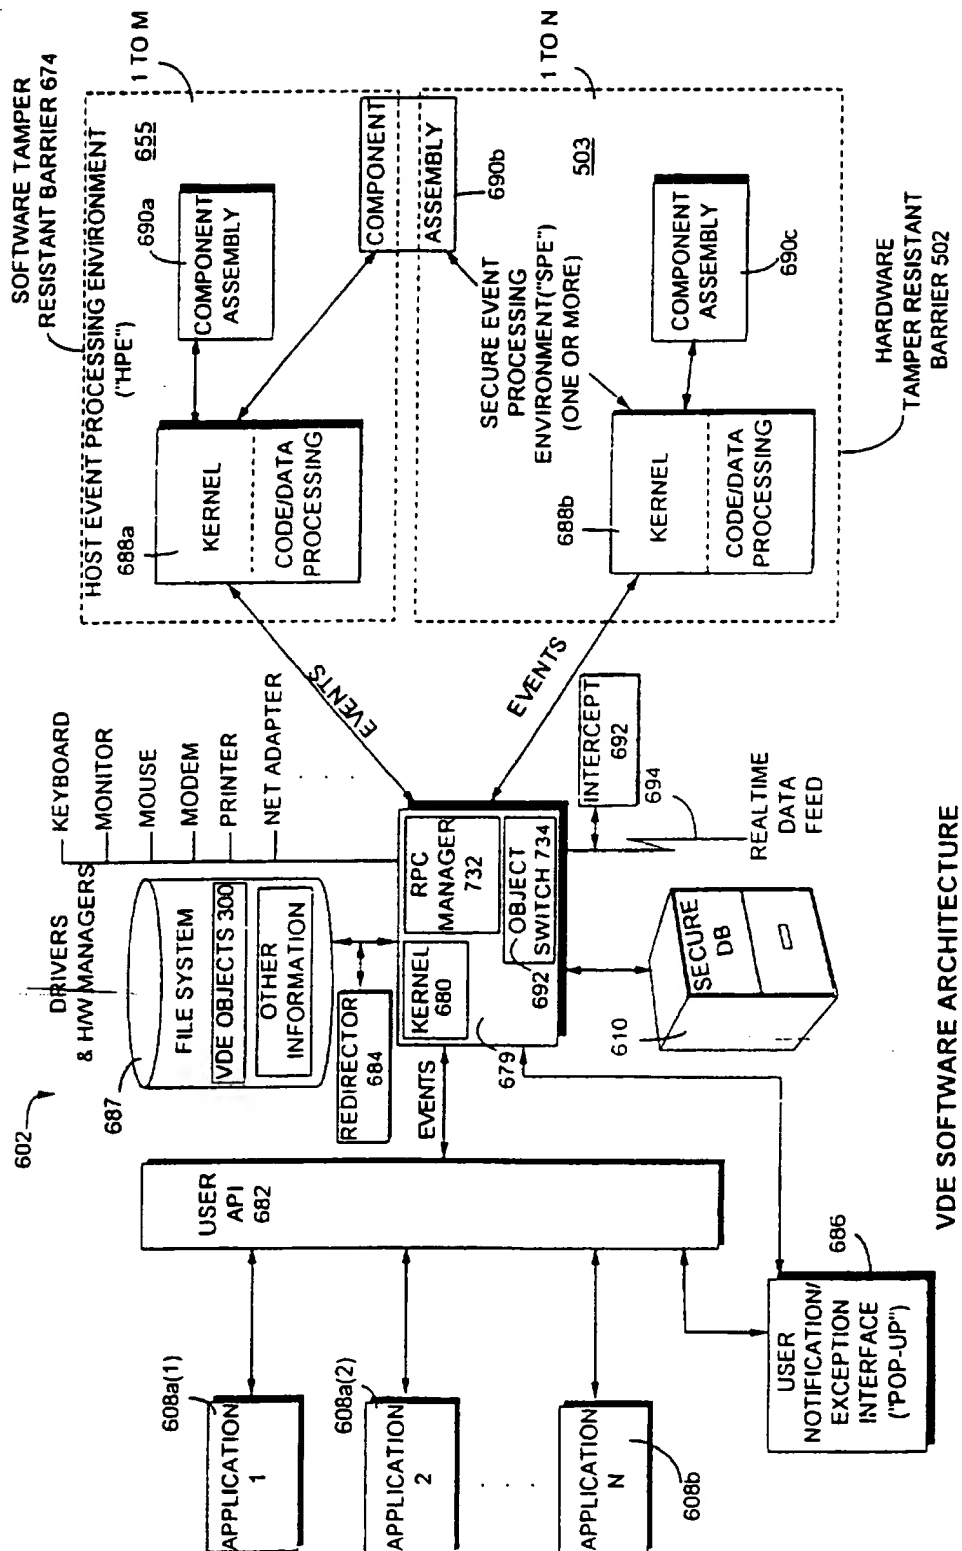 602
DRIVERS
& H/W MANAGERS
KEYBOARD
MONITOR
MOUSE
MODEM
PRINTER
NET ADAPTER
. . . .
SOFTWARE TAMPER
RESISTANT BARRIER 674
1 TO M
HOST EVENT PROCESSING ENVIRONMENT
("HPE")
655
690a
COMPONENT
ASSEMBLY
688a
KERNEL
CODE/DATA
PROCESSING
COMPONENT
ASSEMBLY
690b
687
FILE SYSTEM
VDE OBJECTS 300
OTHER
INFORMATION
REDIRECTOR
684
EVENTS
EVENTS
EVENTS
608a(1)
APPLICATION
1
608a(2)
APPLICATION
2
. . . .
APPLICATION
N
608b
USER
API
682
KERNEL
680
RPC
MANAGER
732
692
OBJECT
SWITCH 734
679
INTERCEPT
692
694
REALTIME
DATA
FEED
610
SECURE
DB
SECURE EVENT
PROCESSING
ENVIRONMENT("SPE")
(ONE OR MORE)
503
1 TO N
688b
KERNEL
CODE/DATA
PROCESSING
COMPONENT
ASSEMBLY
690c
HARDWARE
TAMPER RESISTANT
BARRIER 502
USER
NOTIFICATION/
EXCEPTION
INTERFACE
("POP-UP")
686
VDE SOFTWARE ARCHITECTURE